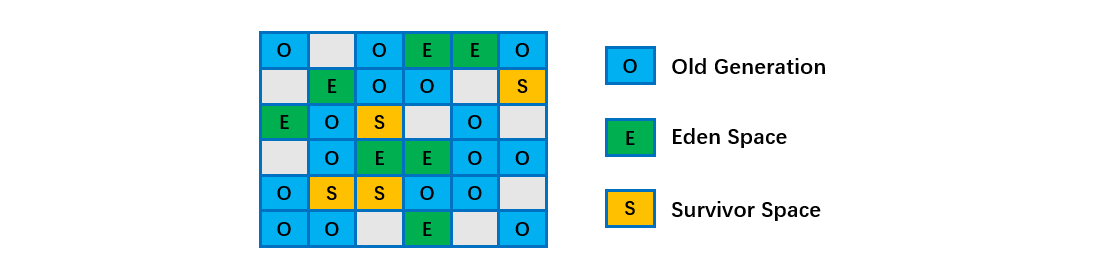 O O E E O
E O O S
E O S O
O E E O O
O S S O O
O O E O
O Old Generation
E Eden Space
S Survivor Space